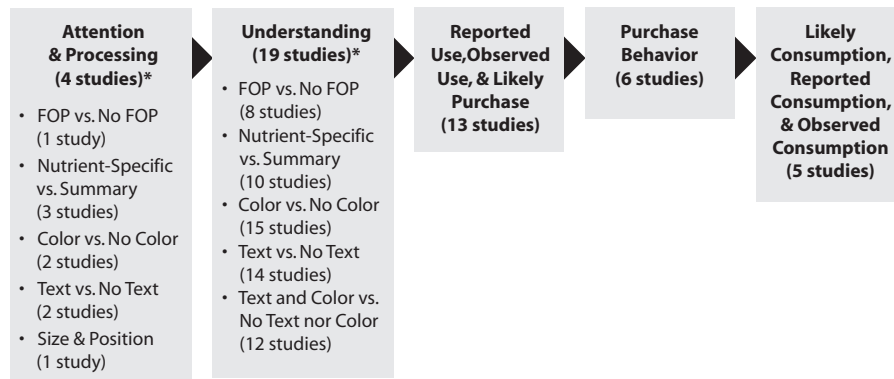 Attention
& Processing
(4 studies)*
• FOP vs. No FOP
(1 study)
• Nutrient-Specific
vs. Summary
(3 studies)
• Color vs. No Color
(2 studies)
• Text vs. No Text
(2 studies)
• Size & Position
(1 study)
Understanding
(19 studies)*
• FOP vs. No FOP
(8 studies)
• Nutrient-Specific
vs. Summary
(10 studies)
• Color vs. No Color
(15 studies)
• Text vs. No Text
(14 studies)
• Text and Color vs.
No Text nor Color
(12 studies)
Reported
Use, Observed
Use, & Likely
Purchase
(13 studies)
Purchase
Behavior
(6 studies)
Likely
Consumption,
Reported
Consumption,
& Observed
Consumption
(5 studies)